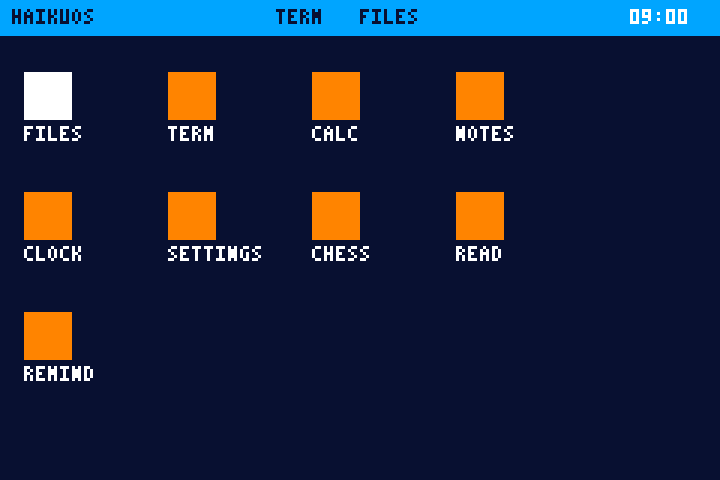 HAIKUOS TERM FILES 09:00
FILES TERM CALC NOTES
CLOCK SETTINGS CHESS READ
REMIND